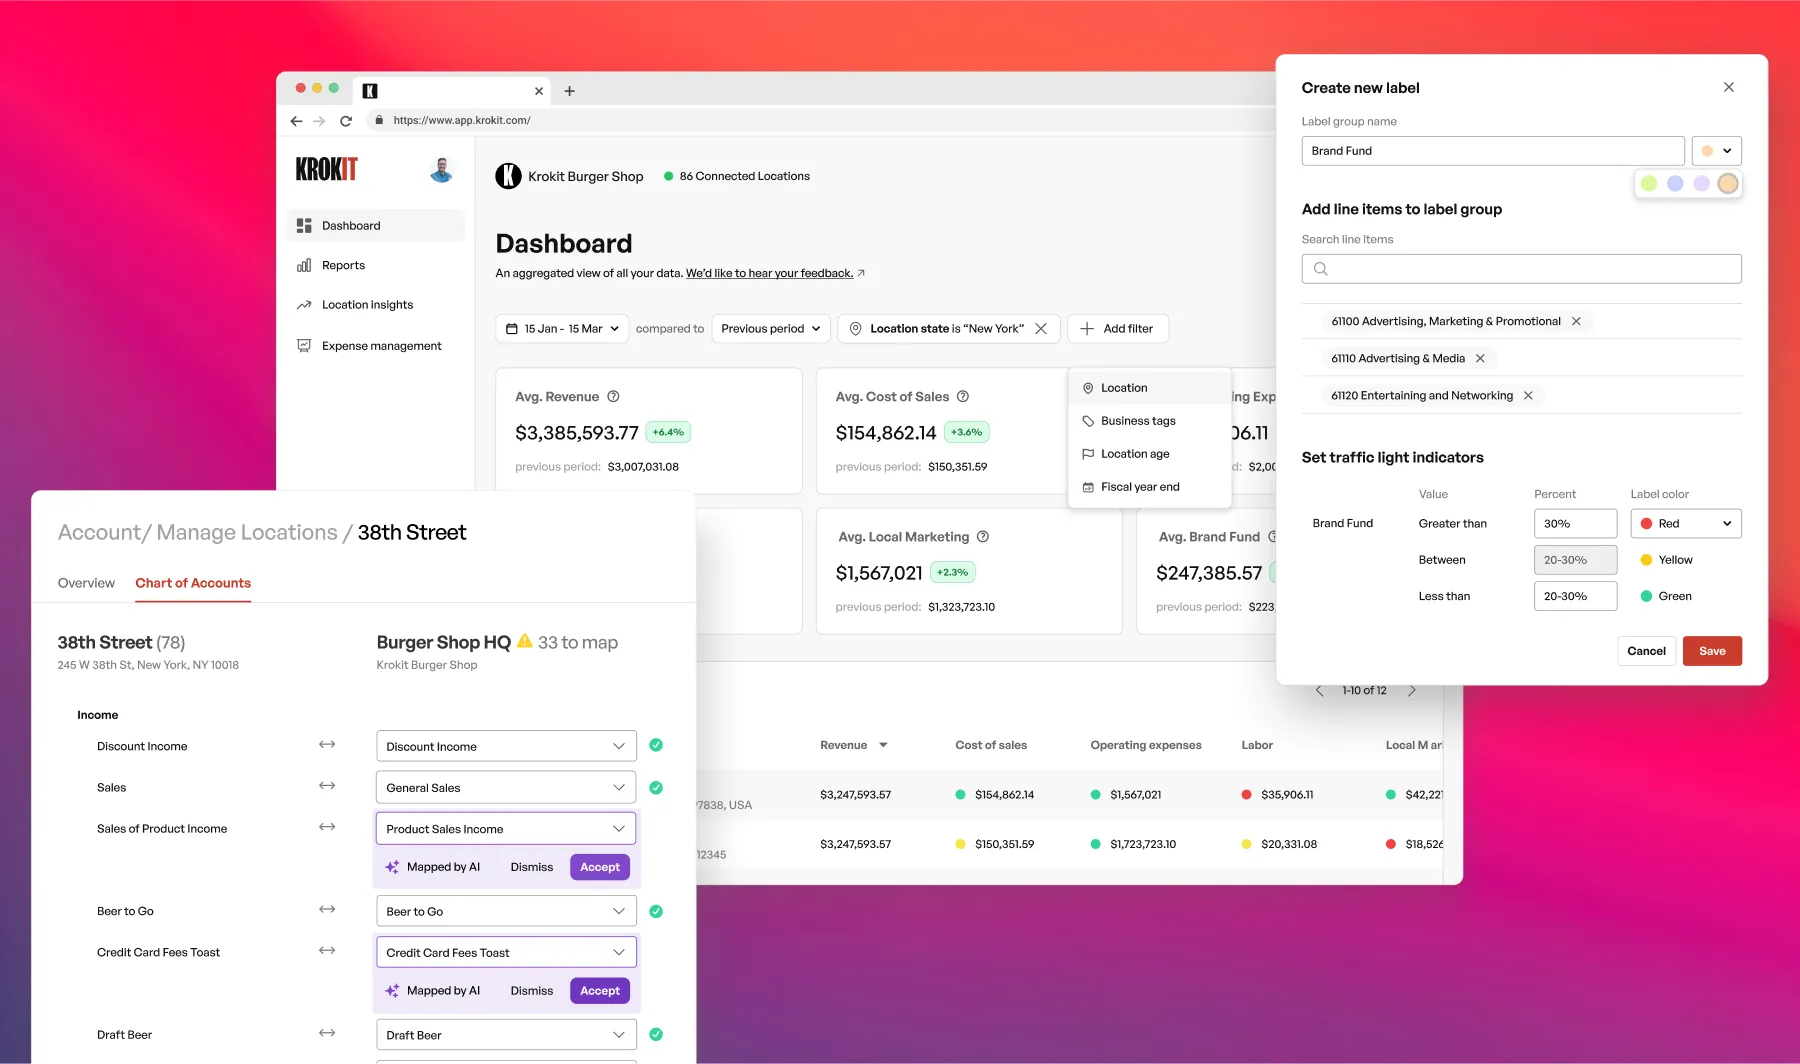 K
https://www.app.krokit.com/
KROKIT
Dashboard
Reports
Location insights
Expense management
K Krokit Burger Shop
86 Connected Locations
Dashboard
An aggregated view of all your data. We'd like to hear your feedback.
15 Jan - 15 Mar
compared to
Previous period
Location state is “New York”
Add filter
Location
Business tags
Location age
Fiscal year end
Avg. Revenue
$3,385,593.77 +6.4%
previous period: $3,007,031.08
Avg. Cost of Sales
$154,862.14 +3.6%
previous period: $150,351.59
ing Exp
06.11
d: $2,00
Avg. Local Marketing
$1,567,021 +2.3%
previous period: $1,323,723.10
Avg. Brand Fund
$247,385.57
previous period: $223,
1-10 of 12
Revenue Cost of sales Operating expenses Labor Local M ar
7838, USA $3,247,593.57 $154,862.14 $1,567,021 $35,906.11 $42,221
12345 $3,247,593.57 $150,351.59 $1,723,723.10 $20,331.08 $18,526
Account/ Manage Locations / 38th Street
Overview
Chart of Accounts
38th Street (78)
245 W 38th St, New York, NY 10018
Burger Shop HQ 33 to map
Krokit Burger Shop
Income
Discount Income Discount Income
Sales General Sales
Sales of Product Income Product Sales Income
Mapped by AI Dismiss Accept
Beer to Go Beer to Go
Credit Card Fees Toast Credit Card Fees Toast
Mapped by AI Dismiss Accept
Draft Beer Draft Beer
Create new label
Label group name
Brand Fund
Add line items to label group
Search line items
61100 Advertising, Marketing & Promotional
61110 Advertising & Media
61120 Entertaining and Networking
Set traffic light indicators
Value Percent Label color
Brand Fund Greater than 30% Red
Between 20-30% Yellow
Less than 20-30% Green
Cancel Save